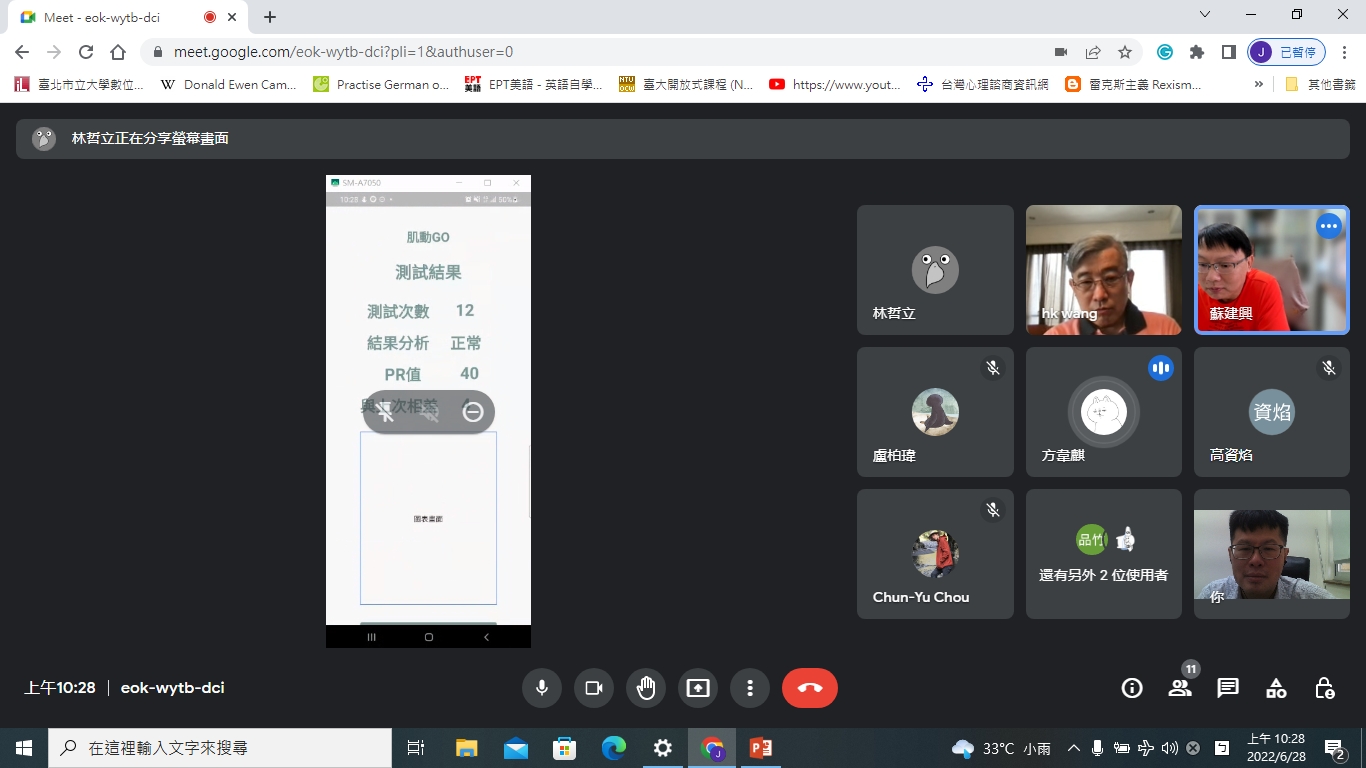 Meet - eok-wytb-dci
meet.google.com/eok-wytb-dci?pli=1&authuser=0
J
已暫停
臺北市立大學數位...
W
Donald Ewen Cam...
Practise German o...
EPT
美語
EPT美語 - 英語自學...
NTU
OCW
臺大開放式課程 (N...
https://www.yout...
台灣心理諮商資訊網
雷克斯主義 Rexism...
»
其他書籤
林哲立正在分享螢幕畫面
SM-A7050
10:28
50%
肌動GO
測試結果
測試次數 12
結果分析 正常
PR值 40
圖表畫面
林哲立
hk wang
蘇建興
盧柏瑋
方韋麒
資焰
高資焰
Chun-Yu Chou
品竹
還有另外 2 位使用者
你
上午10:28 | eok-wytb-dci
11
在這裡輸入文字來搜尋
J
33°C 小雨
上午 10:28
2022/6/28
2